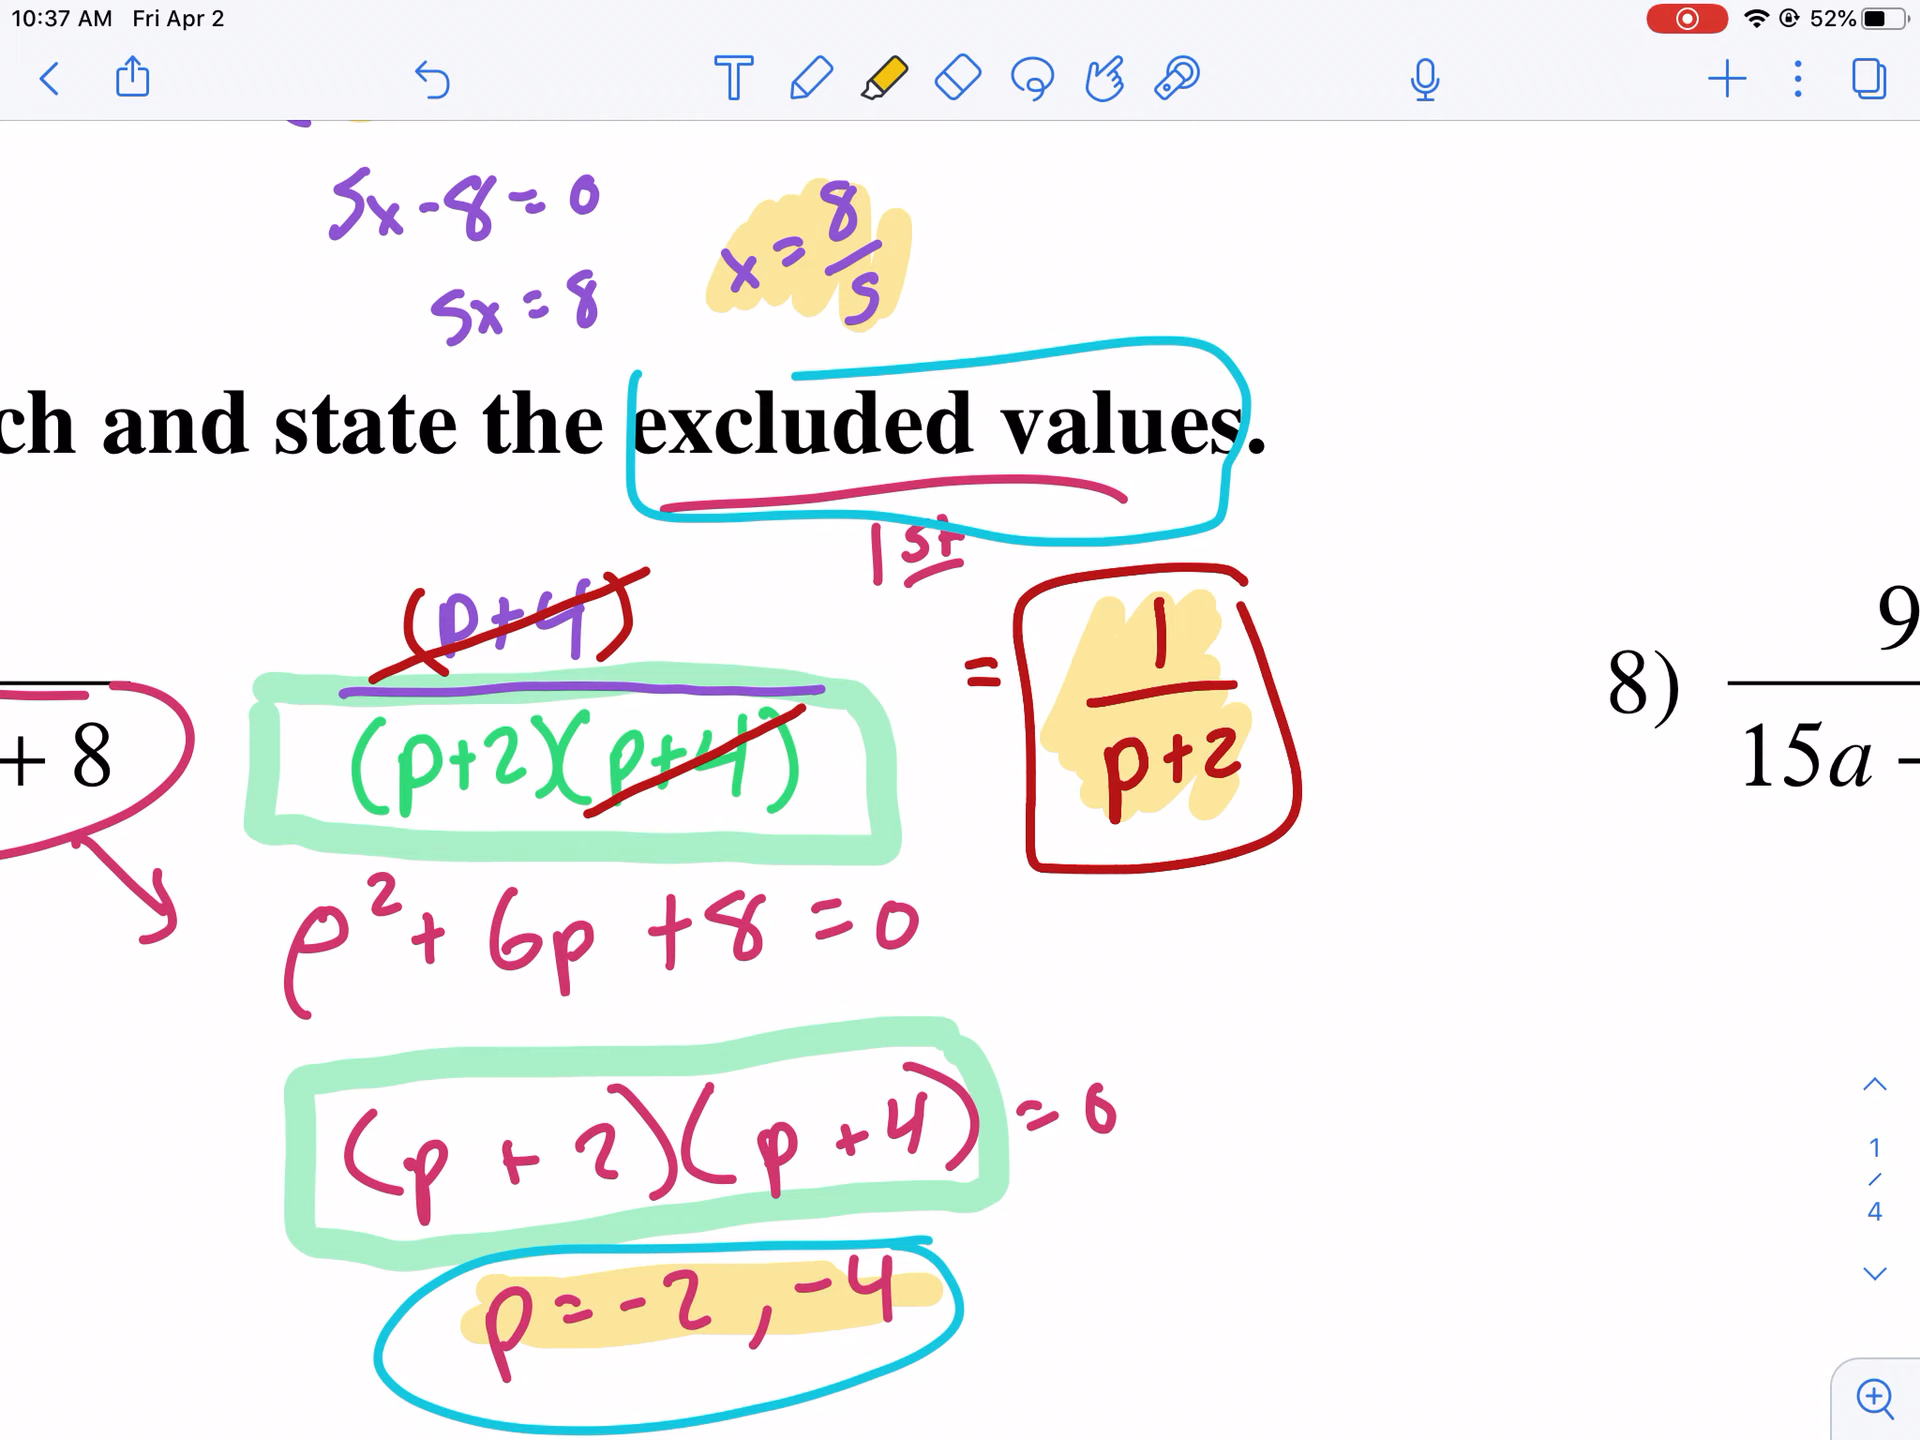 10:37 AM Fri Apr 2
52%
5x - 8 = 0
5x = 8
x = 8/5
ch and state the excluded values.
1st
(p+4)
(p+2)(p+4)
= 1
p+2
+ 8
8) 9
15a -
p² + 6p + 8 = 0
(p + 2)(p + 4) = 0
p = -2, -4
1
/
4